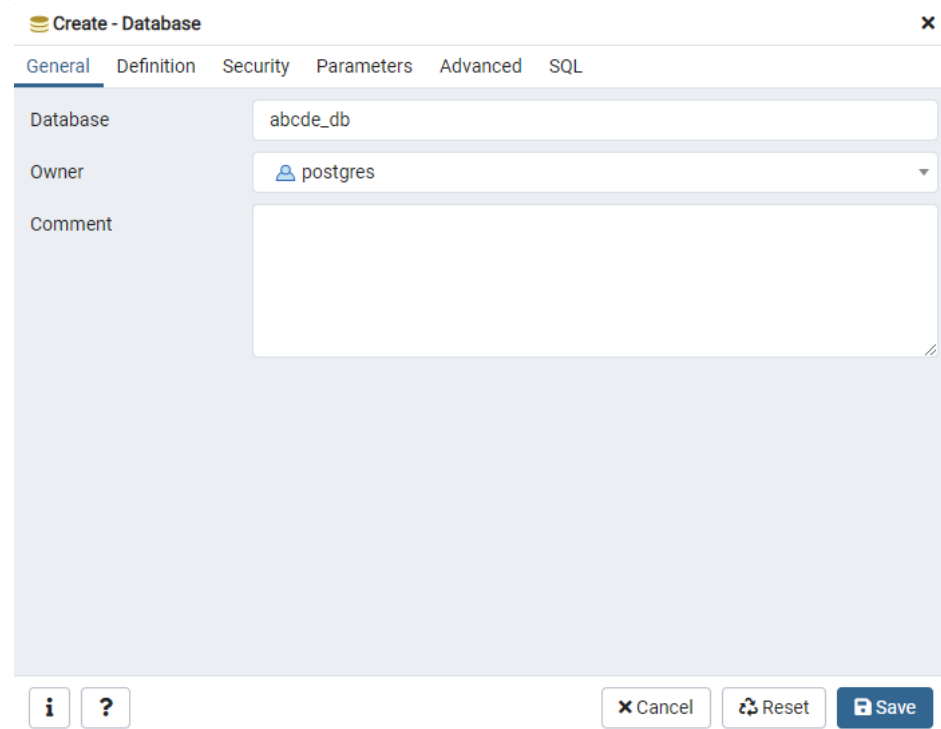 Create - Database
General Definition Security Parameters Advanced SQL
Database abcde_db
Owner postgres
Comment
i ? Cancel Reset Save